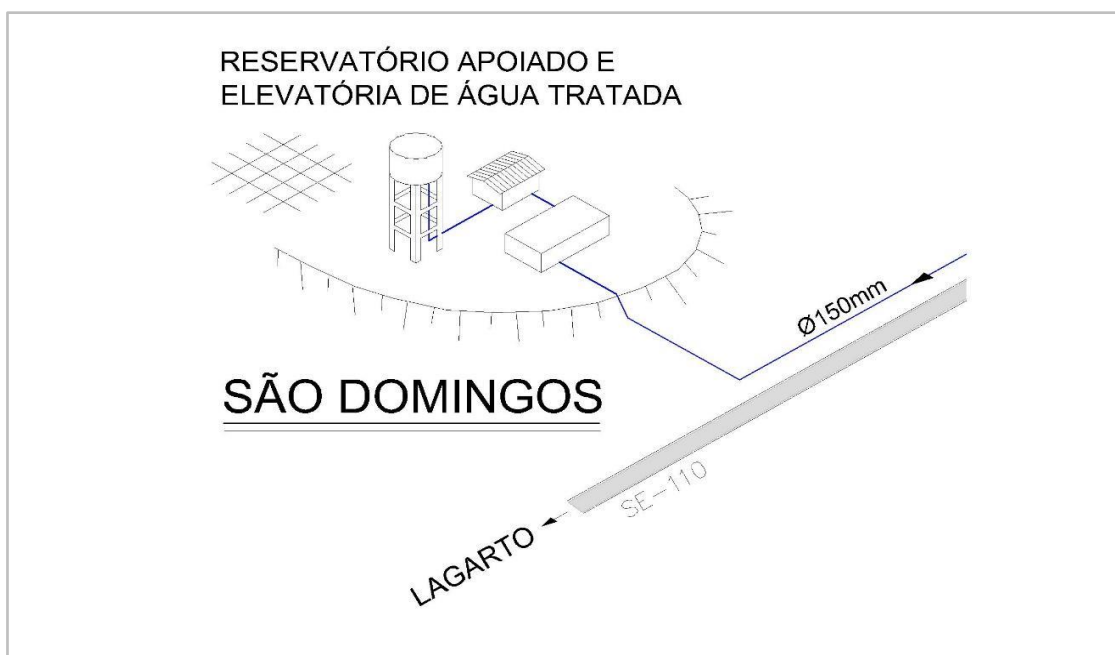 RESERVATÓRIO APOIADO E
ELEVATÓRIA DE ÁGUA TRATADA
Ø150mm
SÃO DOMINGOS
SE-110
LAGARTO